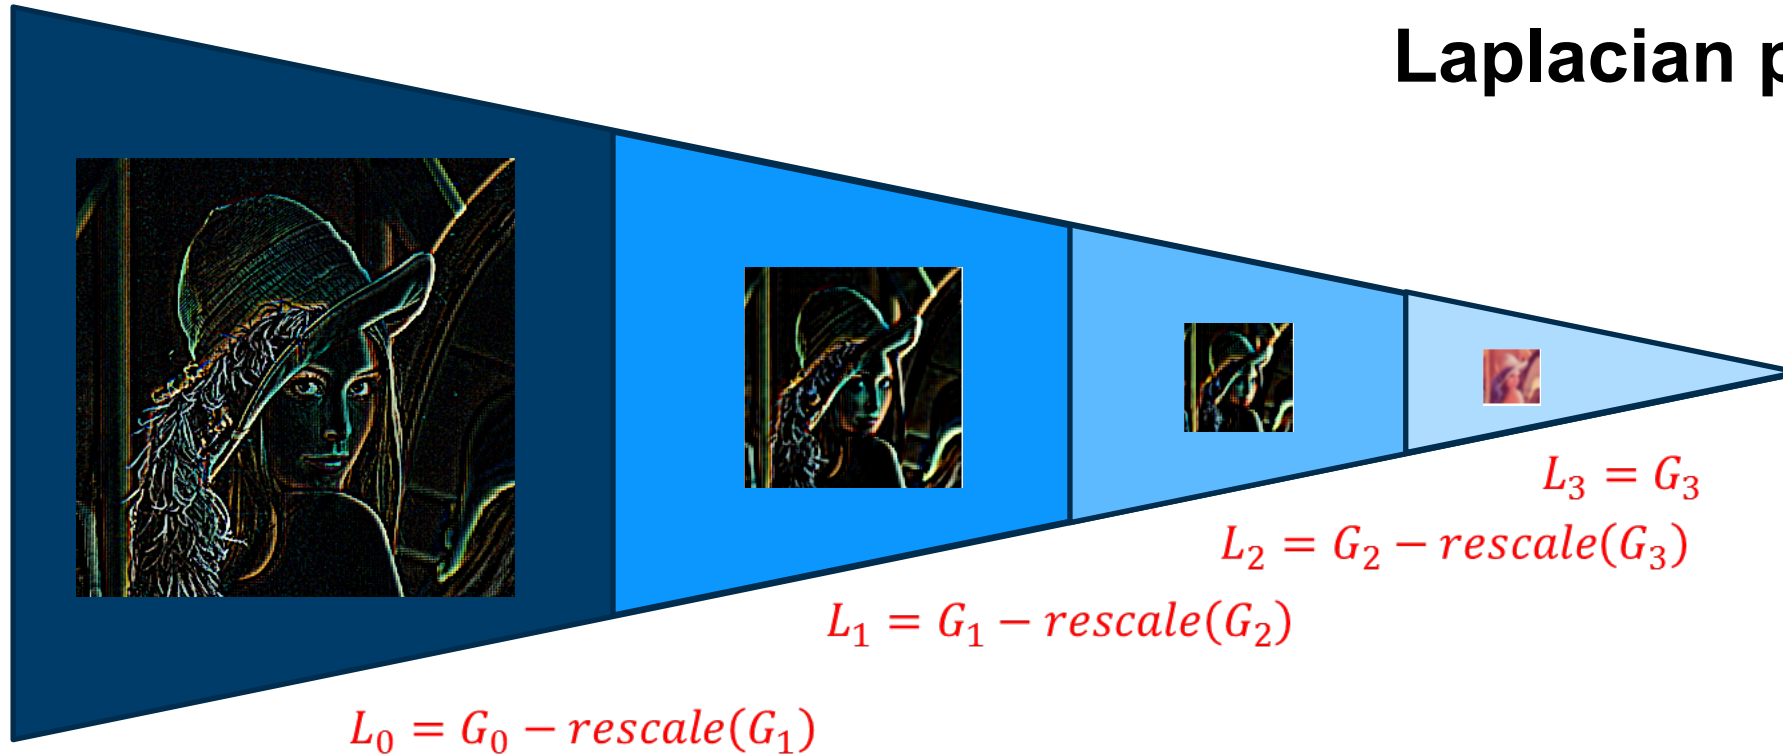 Laplacian p
L₃ = G₃
L₂ = G₂ − rescale(G₃)
L₁ = G₁ − rescale(G₂)
L₀ = G₀ − rescale(G₁)